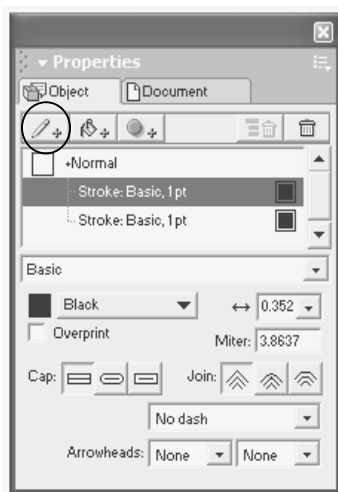 Properties
Object Document
+Normal
Stroke: Basic, 1pt
Stroke: Basic, 1pt
Basic
Black 0.352
Overprint Miter: 3.8637
Cap: Join:
No dash
Arrowheads: None None